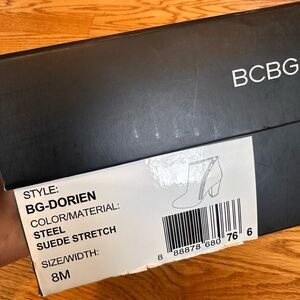 BCBG
STYLE:
BG-DORIEN
COLOR/MATERIAL:
STEEL
SUEDE STRETCH
SIZE/WIDTH:
8M
8 88878 680 76 6